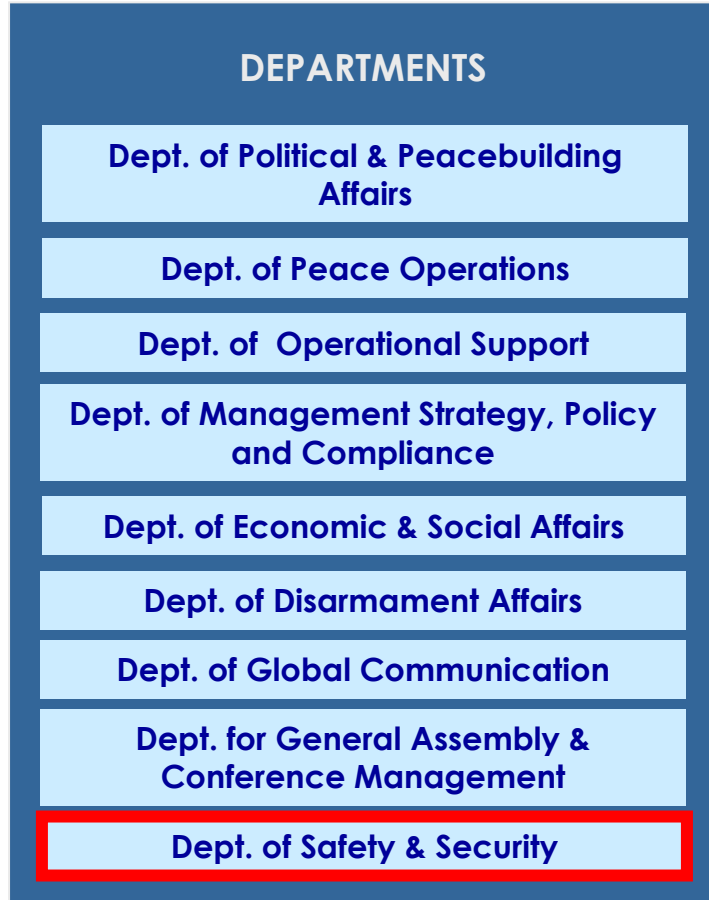 DEPARTMENTS
Dept. of Political & Peacebuilding
Affairs
Dept. of Peace Operations
Dept. of  Operational Support
Dept. of Management Strategy, Policy
and Compliance
Dept. of Economic & Social Affairs
Dept. of Disarmament Affairs
Dept. of Global Communication
Dept. for General Assembly &
Conference Management
Dept. of Safety & Security